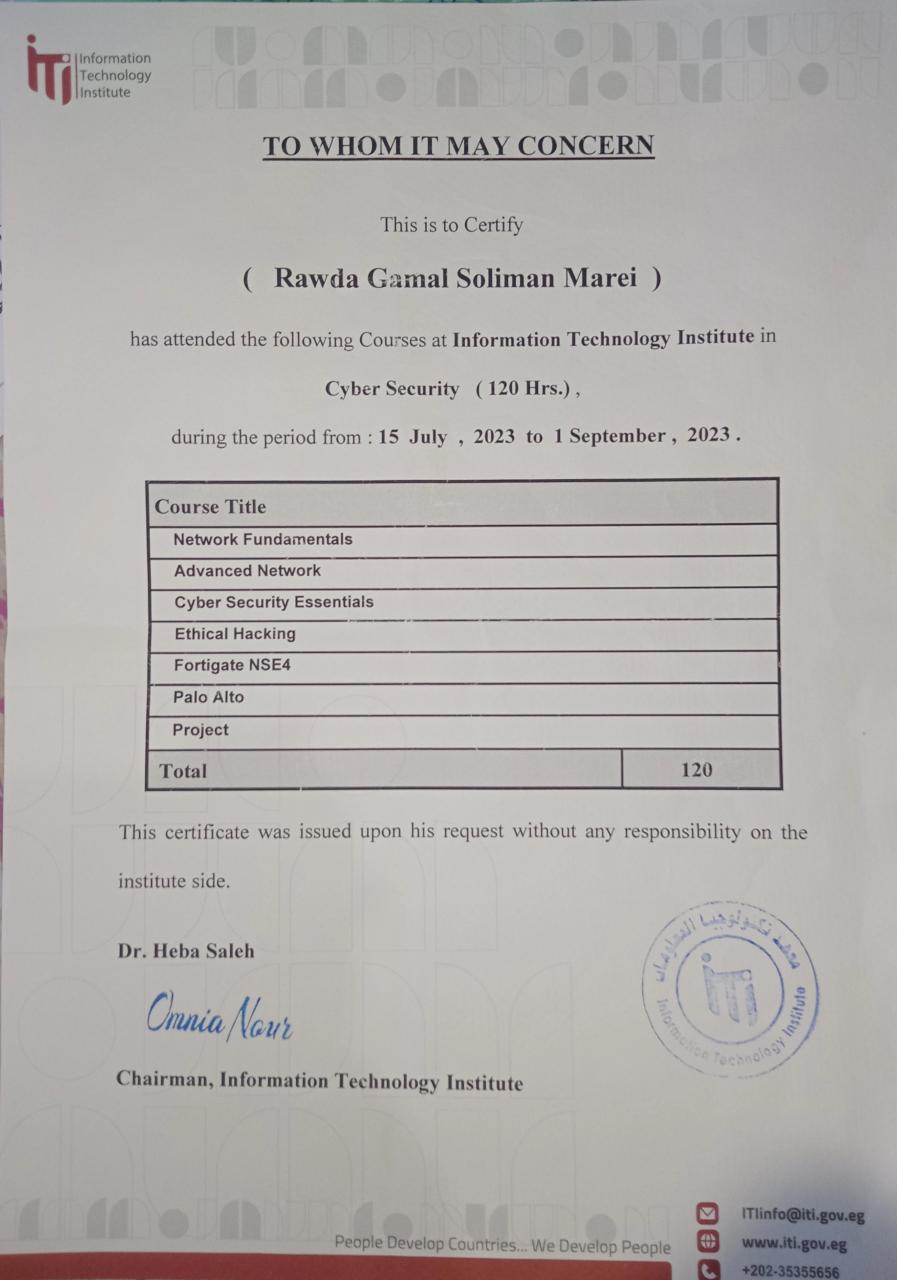 iTi
Information
Technology
Institute
TO WHOM IT MAY CONCERN
This is to Certify
( Rawda Gamal Soliman Marei )
has attended the following Courses at Information Technology Institute in
Cyber Security ( 120 Hrs.) ,
during the period from : 15 July , 2023 to 1 September , 2023 .
Course Title
Network Fundamentals
Advanced Network
Cyber Security Essentials
Ethical Hacking
Fortigate NSE4
Palo Alto
Project
Total 120
This certificate was issued upon his request without any responsibility on the
institute side.
Dr. Heba Saleh
Omnia Nour
Chairman, Information Technology Institute
معهد تكنولوجيا المعلومات
iTi
Information Technology Institute
People Develop Countries... We Develop People
ITIinfo@iti.gov.eg
www.iti.gov.eg
+202-35355656